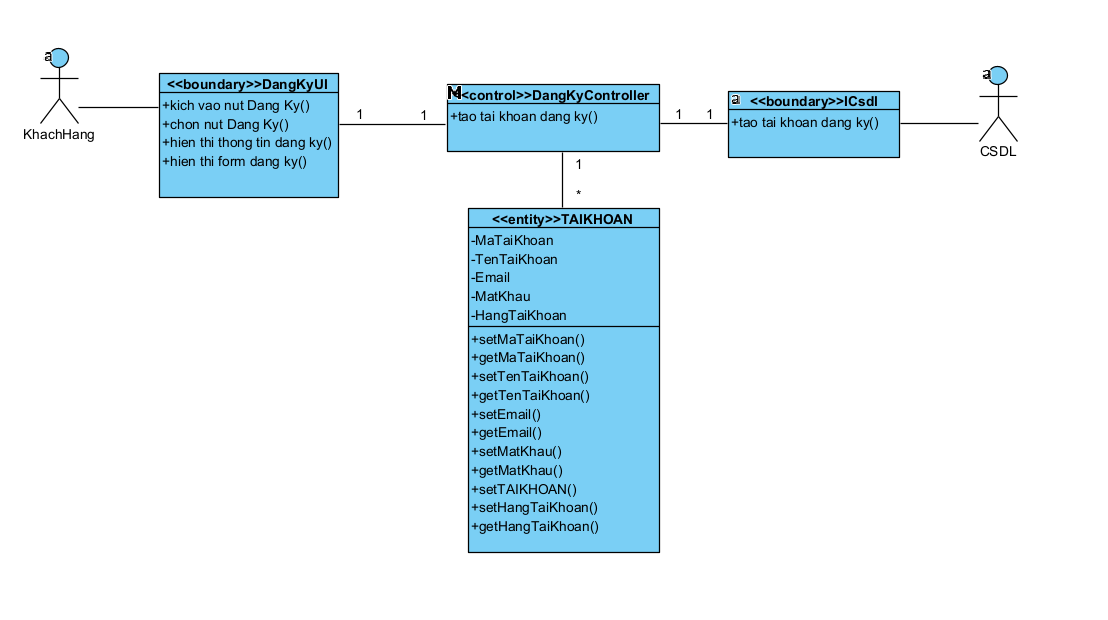 a
KhachHang
<<boundary>>DangKyUI
+kich vao nut Dang Ky()
+chon nut Dang Ky()
+hien thi thong tin dang ky()
+hien thi form dang ky()
1
1
M
<<control>>DangKyController
+tao tai khoan dang ky()
1
1
a
<<boundary>>ICsdl
+tao tai khoan dang ky()
a
CSDL
1
*
<<entity>>TAIKHOAN
-MaTaiKhoan
-TenTaiKhoan
-Email
-MatKhau
-HangTaiKhoan
+setMaTaiKhoan()
+getMaTaiKhoan()
+setTenTaiKhoan()
+getTenTaiKhoan()
+setEmail()
+getEmail()
+setMatKhau()
+getMatKhau()
+setTAIKHOAN()
+setHangTaiKhoan()
+getHangTaiKhoan()